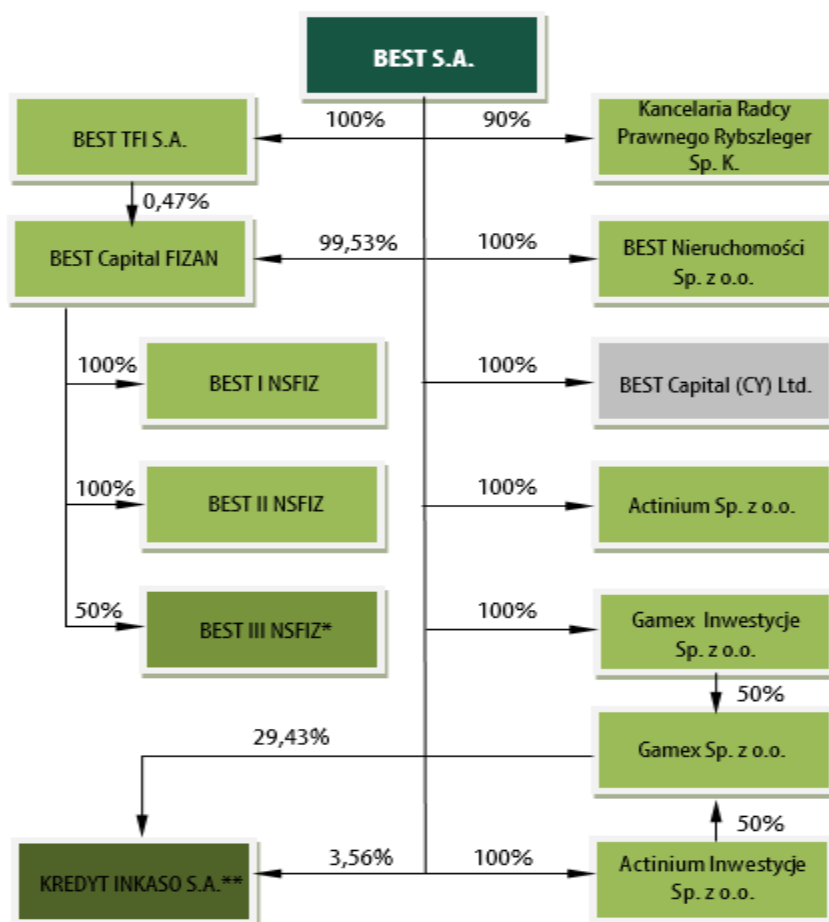 BEST S.A.
BEST TFI S.A.
100%
90%
Kancelaria Radcy
Prawnego Rybszleger
Sp. K.
0,47%
BEST Capital FIZAN
99,53%
100%
BEST Nieruchomości
Sp. z o.o.
100%
BEST I NSFIZ
100%
BEST Capital (CY) Ltd.
100%
BEST II NSFIZ
100%
Actinium Sp. z o.o.
50%
BEST III NSFIZ*
100%
Gamex Inwestycje
Sp. z o.o.
50%
29,43%
Gamex Sp. z o.o.
50%
KREDYT INKASO S.A.**
3,56%
100%
Actinium Inwestycje
Sp. z o.o.